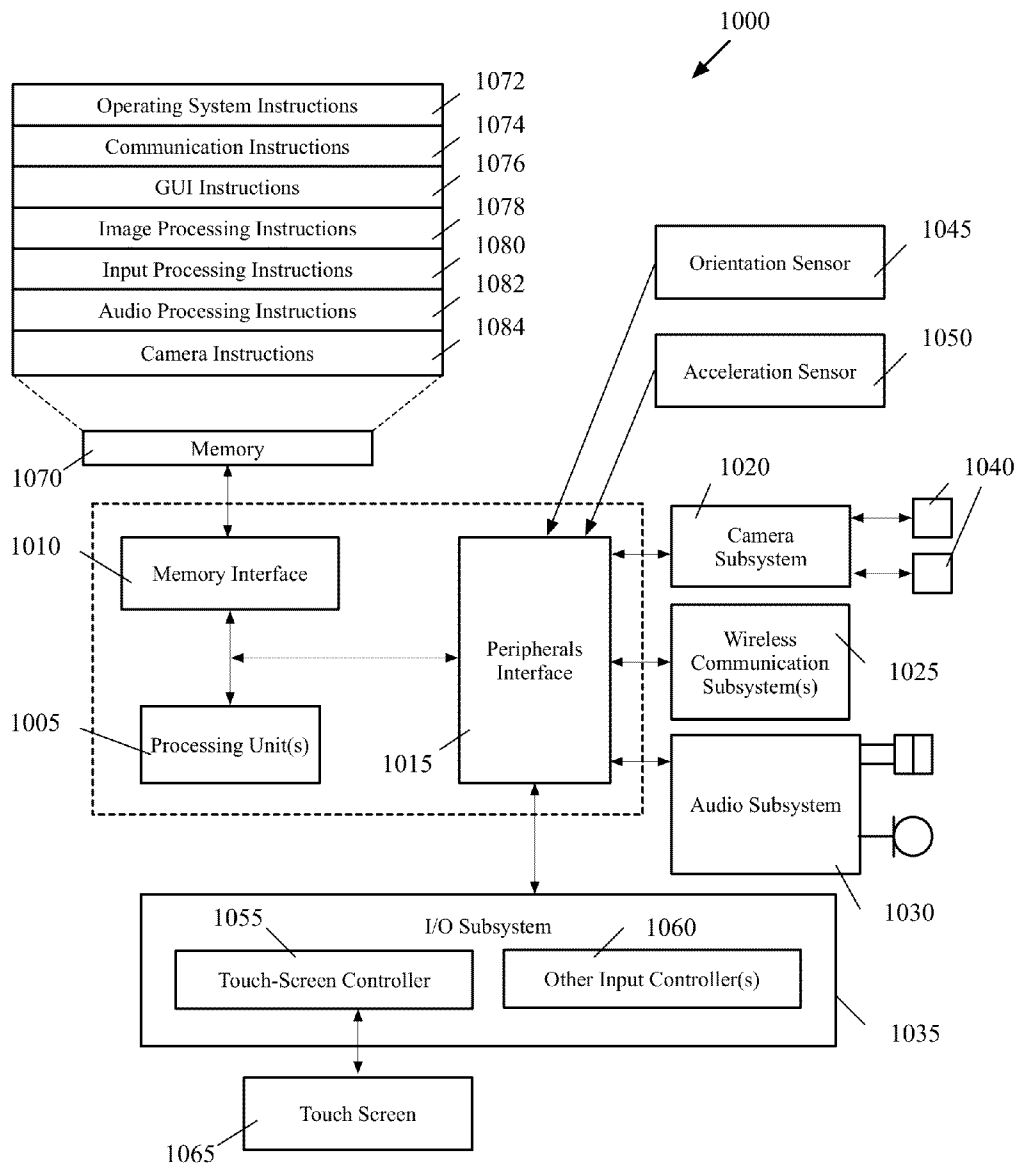 1000
1072
Operating System Instructions
1074
Communication Instructions
1076
GUI Instructions
1078
Image Processing Instructions
1080
Input Processing Instructions
1082
Audio Processing Instructions
1084
Camera Instructions
1045
Orientation Sensor
1050
Acceleration Sensor
Memory
1070
1020
1040
Camera
Subsystem
1010
Memory Interface
Peripherals
Interface
1015
Wireless
Communication
Subsystem(s)
1025
1005
Processing Unit(s)
Audio Subsystem
1030
I/O Subsystem
1055
Touch-Screen Controller
1060
Other Input Controller(s)
1035
Touch Screen
1065